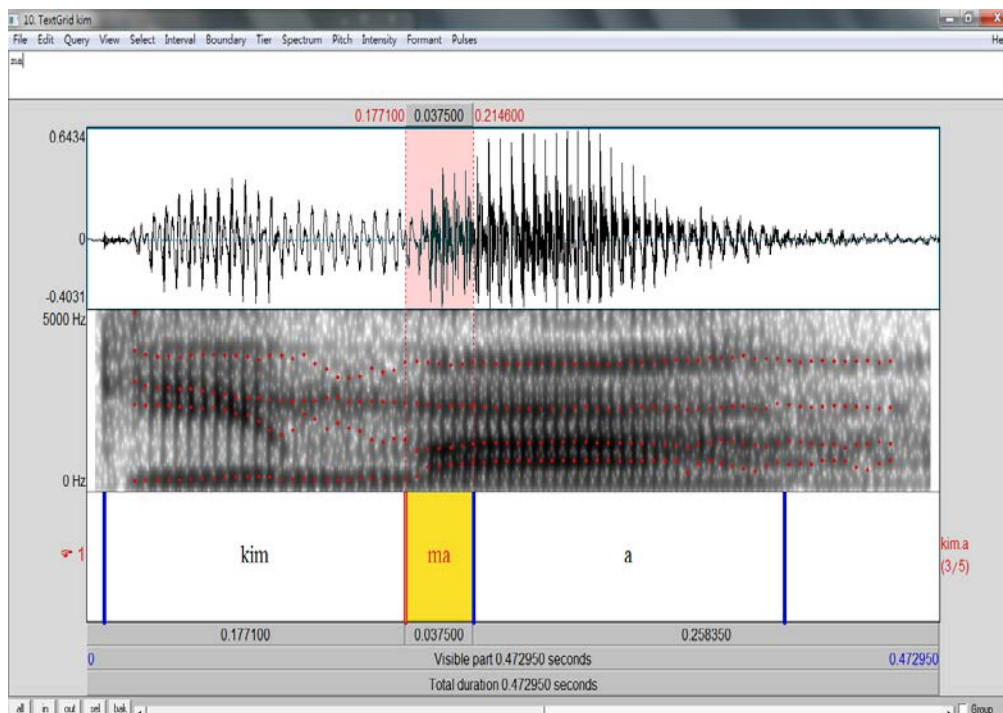 10. TextGrid kim
File Edit Query View Select Interval Boundary Tier Spectrum Pitch Intensity Formant Pulses He
ma
0.177100 0.037500 0.214600
0.6434
0
-0.4031
5000 Hz
0 Hz
1 kim ma a kim.a
(3/5)
0.177100 0.037500 0.258350
0 Visible part 0.472950 seconds 0.472950
Total duration 0.472950 seconds
all in out sel bak Group